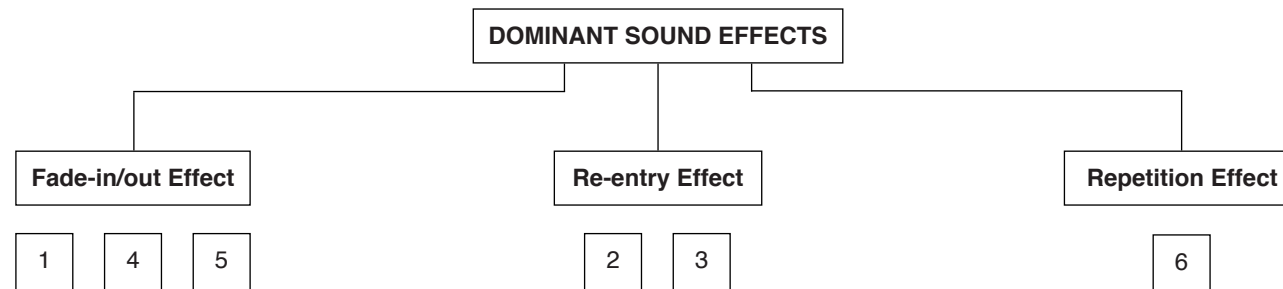 DOMINANT SOUND EFFECTS
Fade-in/out Effect
Re-entry Effect
Repetition Effect
1
4
5
2
3
6